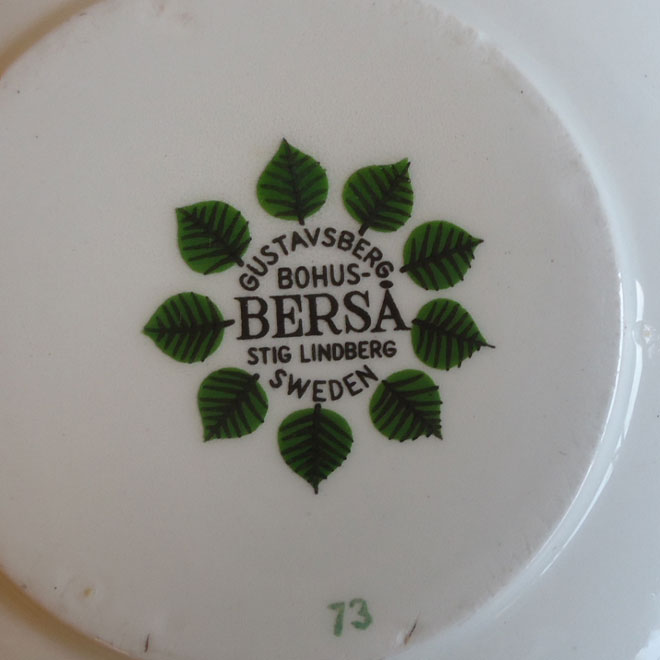 GUSTAVSBERG
BOHUS-
BERSÅ
STIG LINDBERG
SWEDEN
73